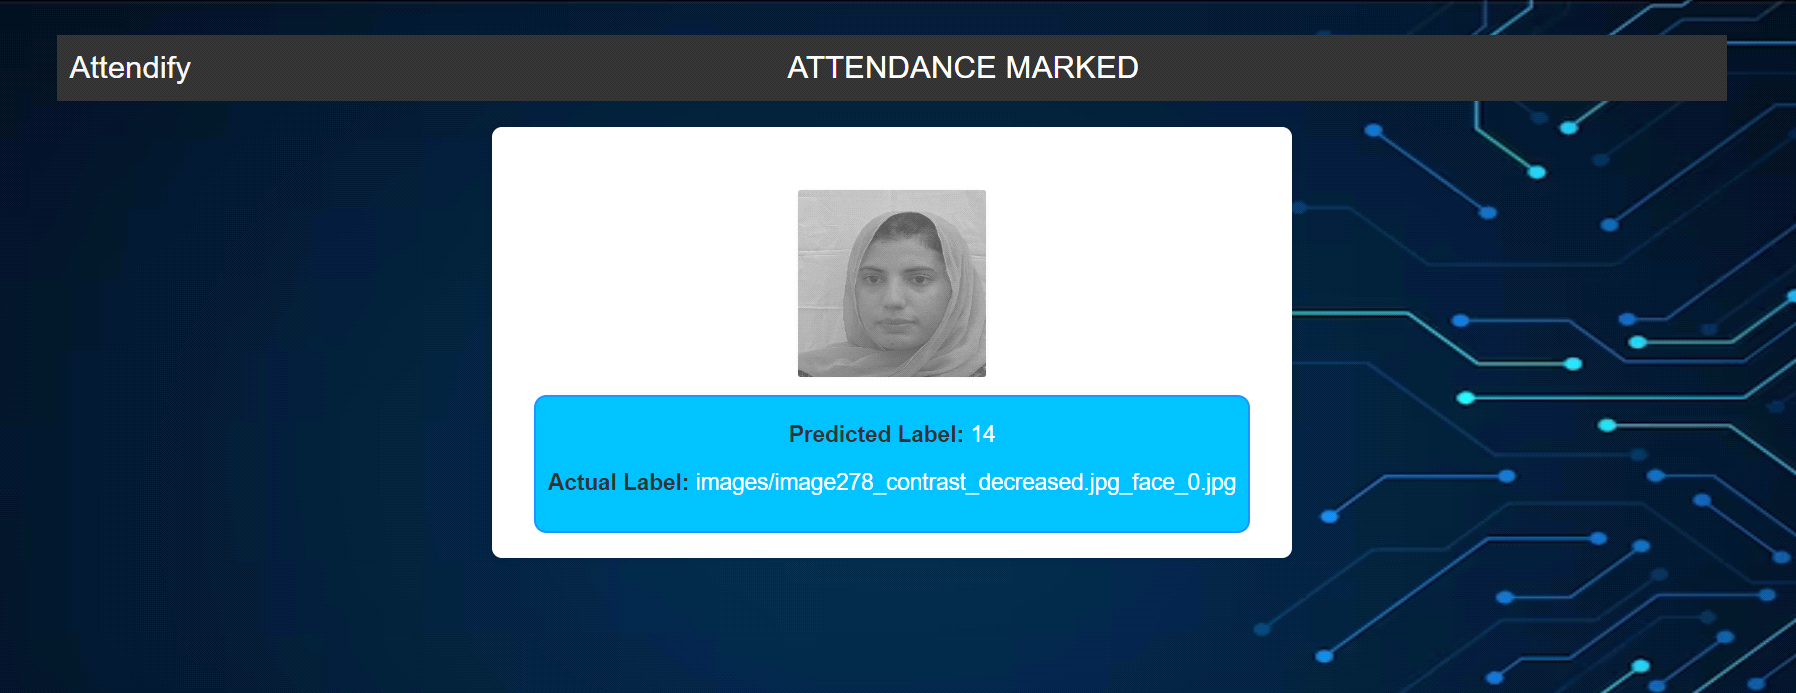 Attendify
ATTENDANCE MARKED
Predicted Label: 14
Actual Label: images/image278_contrast_decreased.jpg_face_0.jpg